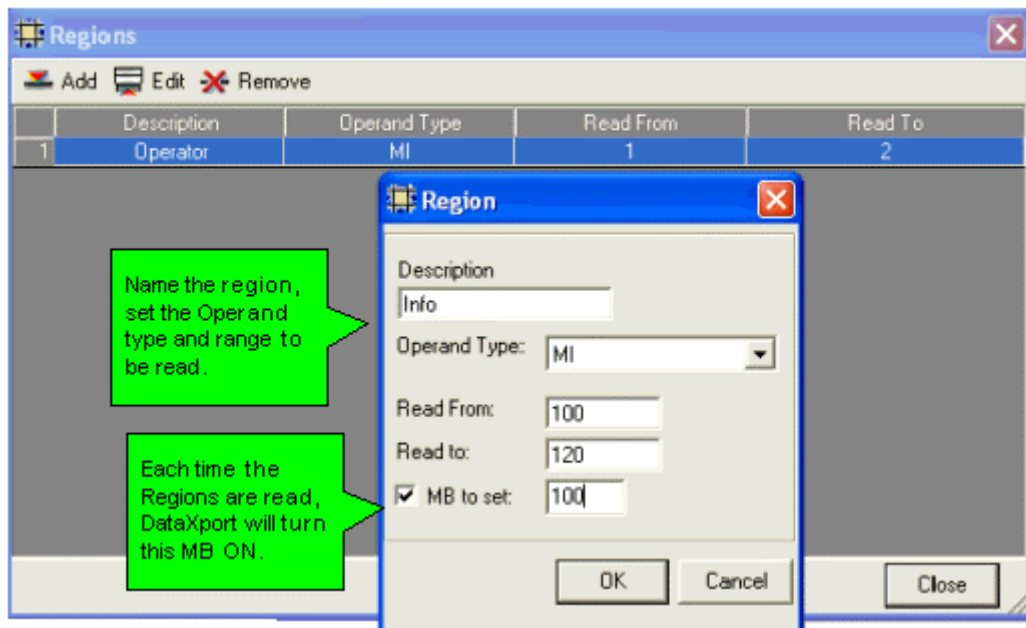 Regions
Add Edit Remove
Description Operand Type Read From Read To
1 Operator MI 1 2
Region
Description
Info
Operand Type:: MI
Read From: 100
Read to: 120
MB to set: 100
OK Cancel
Close
Name the region,
set the Operand
type and range to
be read.
Each time the
Regions are read,
DataXport will turn
this MB ON.